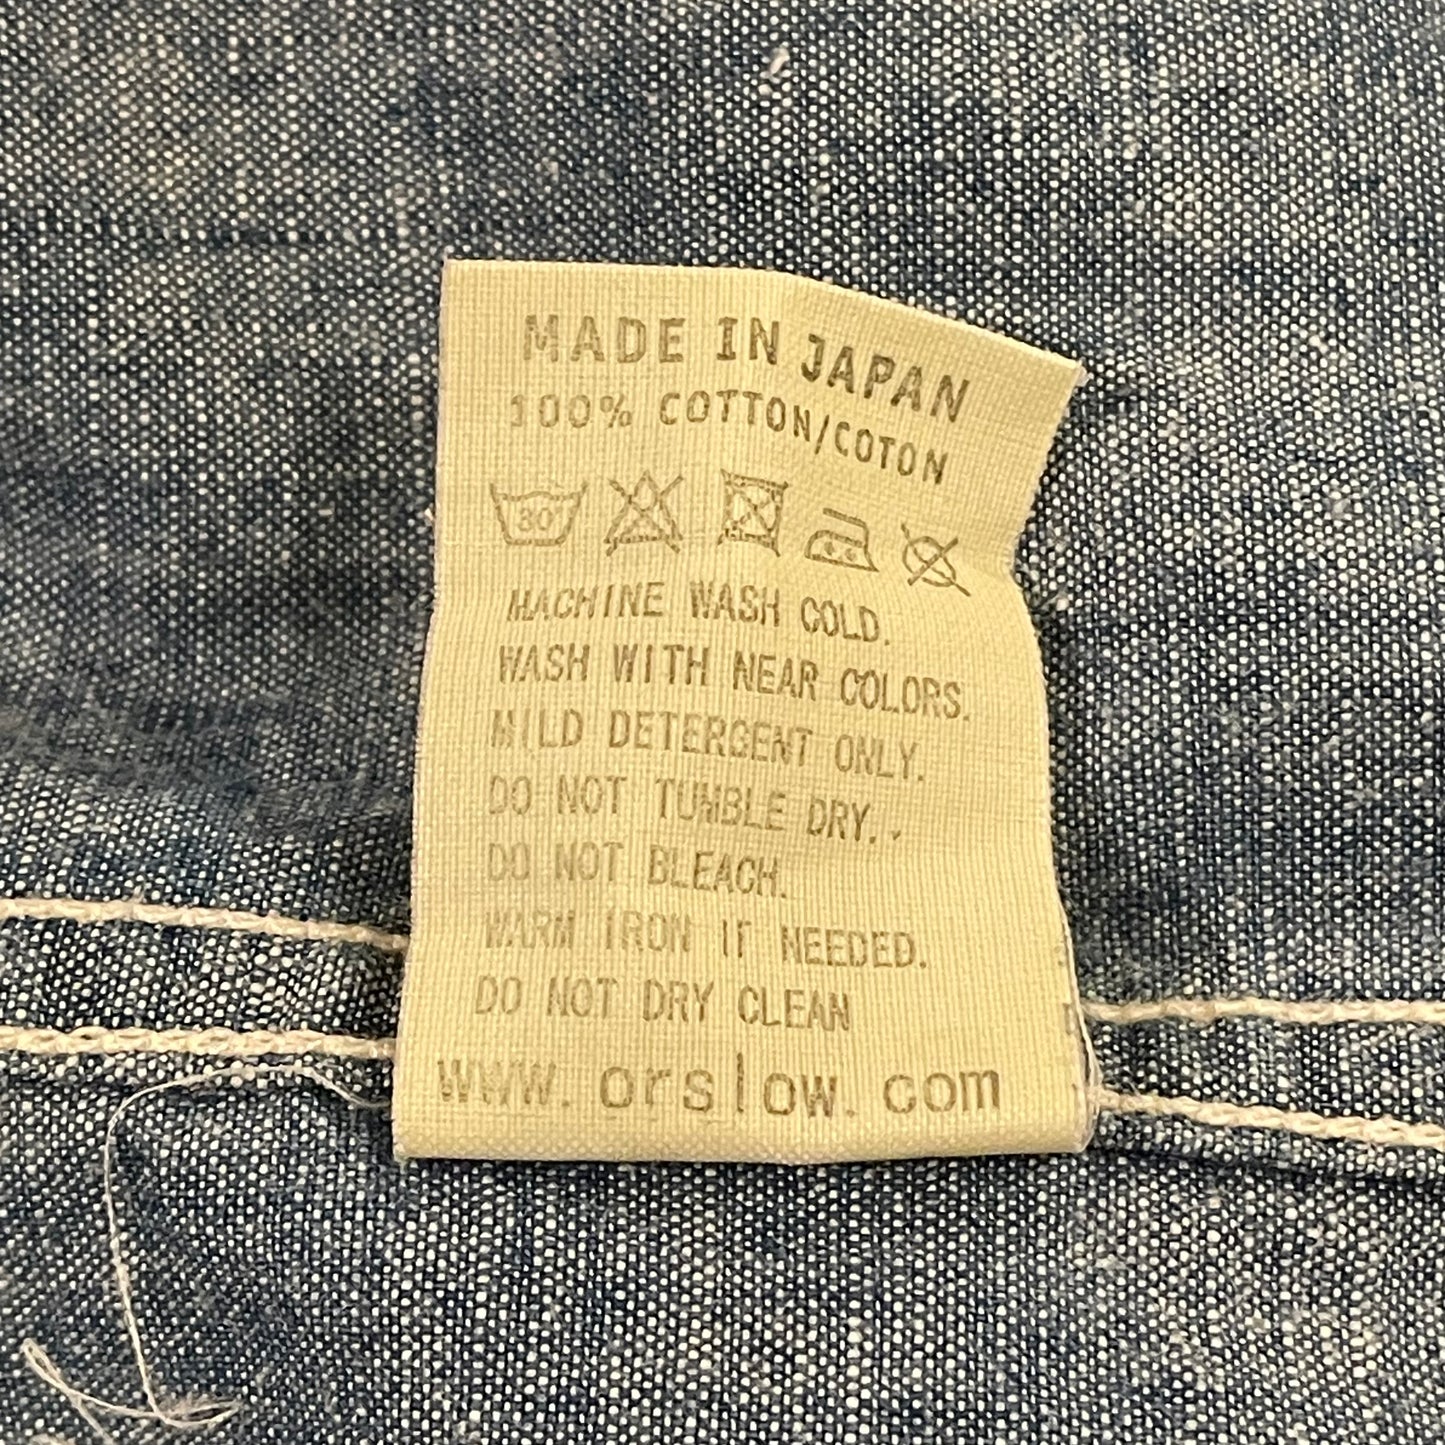 MADE IN JAPAN
100% COTTON/COTON
30
MACHINE WASH COLD.
WASH WITH NEAR COLORS.
MILD DETERGENT ONLY.
DO NOT TUMBLE DRY.
DO NOT BLEACH.
WARM IRON IF NEEDED.
DO NOT DRY CLEAN
www.orslow.com